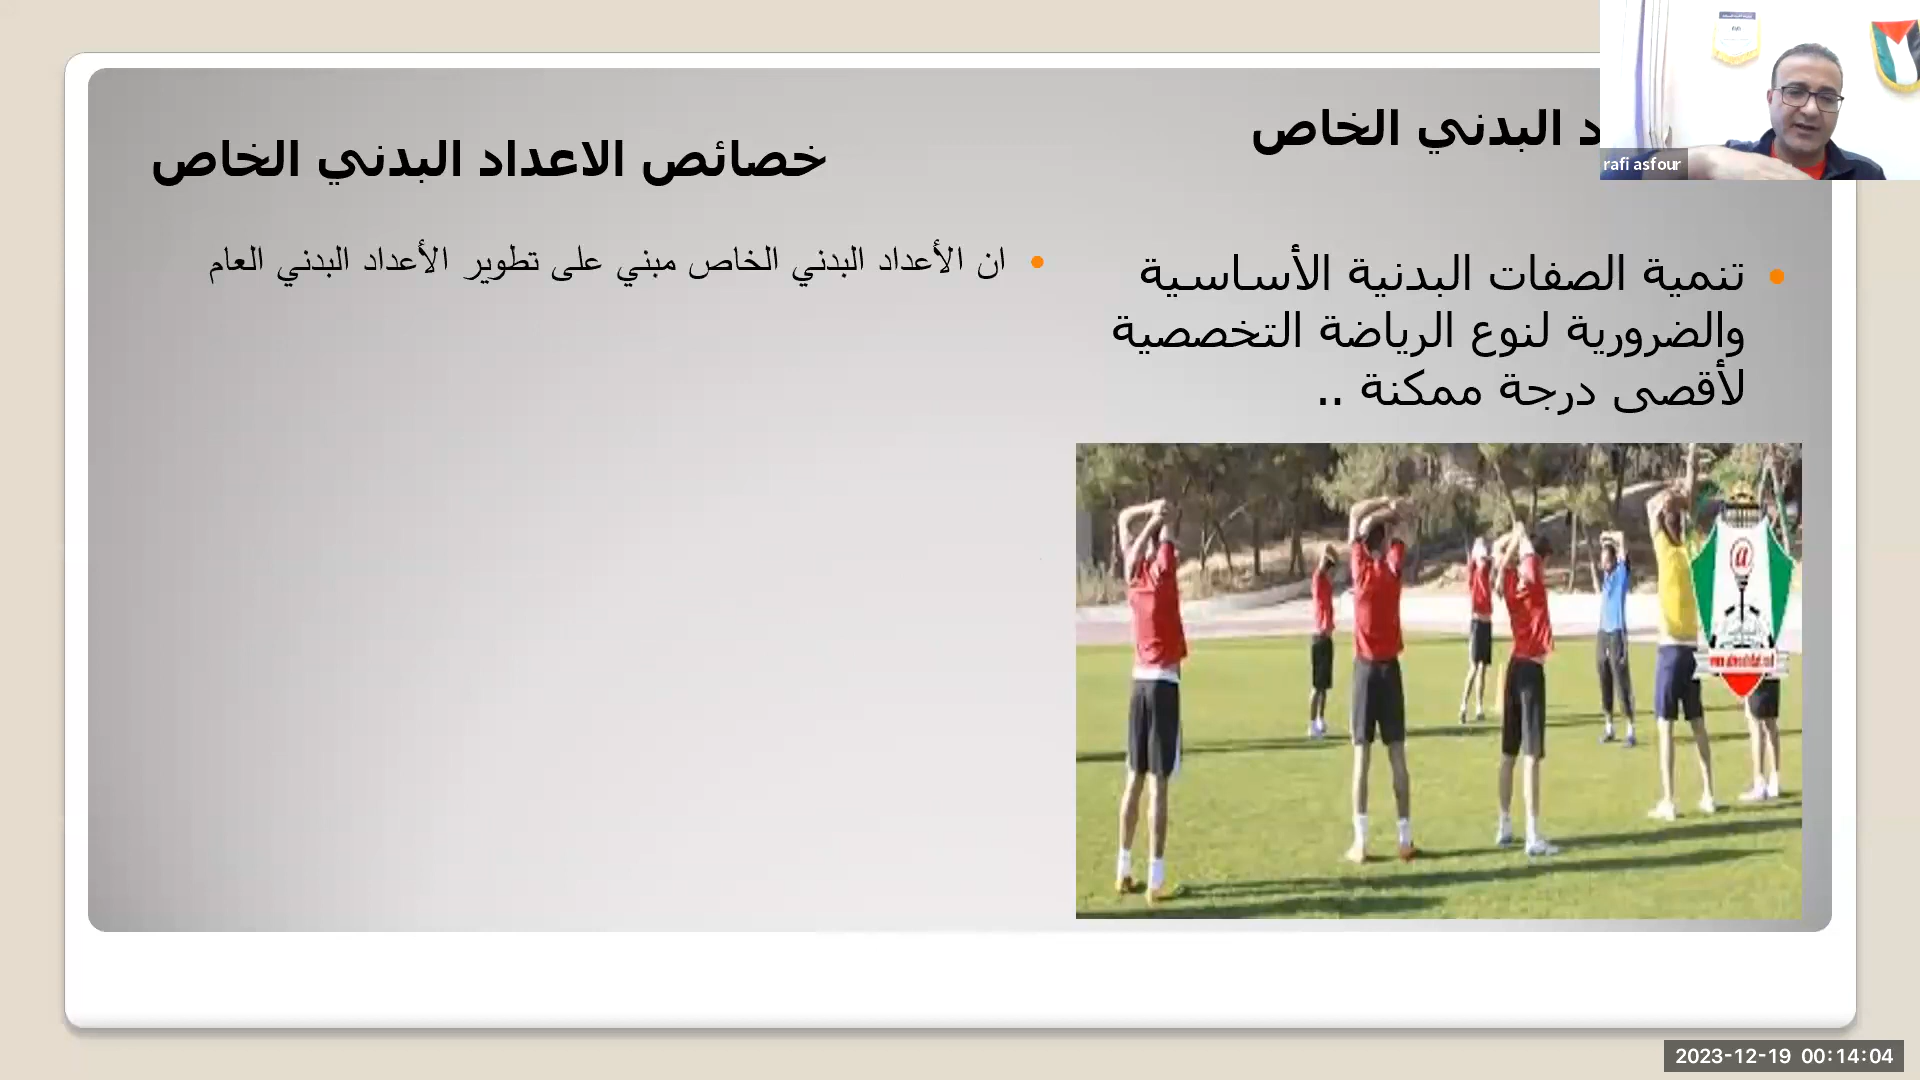 د البدني الخاص
تنمية الصفات البدنية الأساسية
والضرورية لنوع الرياضة التخصصية
لأقصى درجة ممكنة ..
خصائص الاعداد البدني الخاص
ان الأعداد البدني الخاص مبني على تطوير الأعداد البدني العام
rafi asfour
2023-12-19 00:14:04